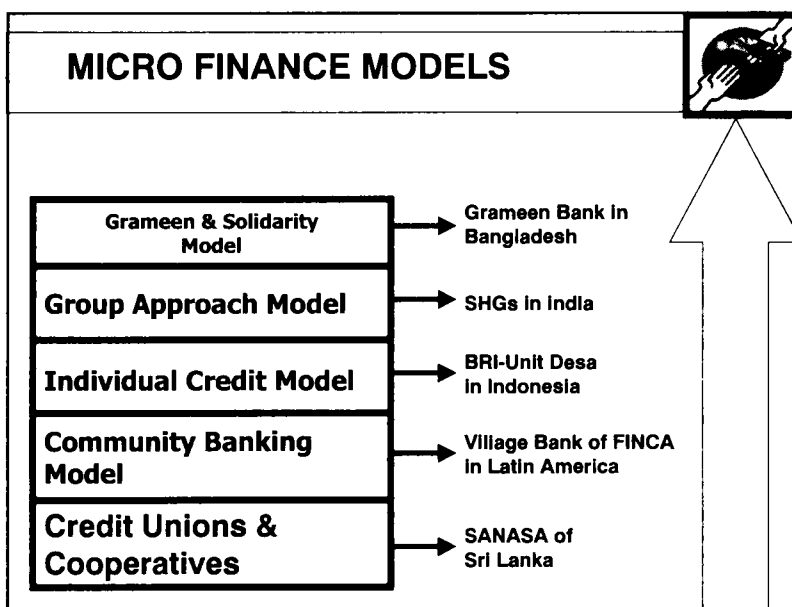 MICRO FINANCE MODELS
Grameen & Solidarity
Model
Grameen Bank in
Bangladesh
Group Approach Model
SHGs in India
Individual Credit Model
BRI-Unit Desa
in Indonesia
Community Banking
Model
Village Bank of FINCA
in Latin America
Credit Unions &
Cooperatives
SANASA of
Sri Lanka